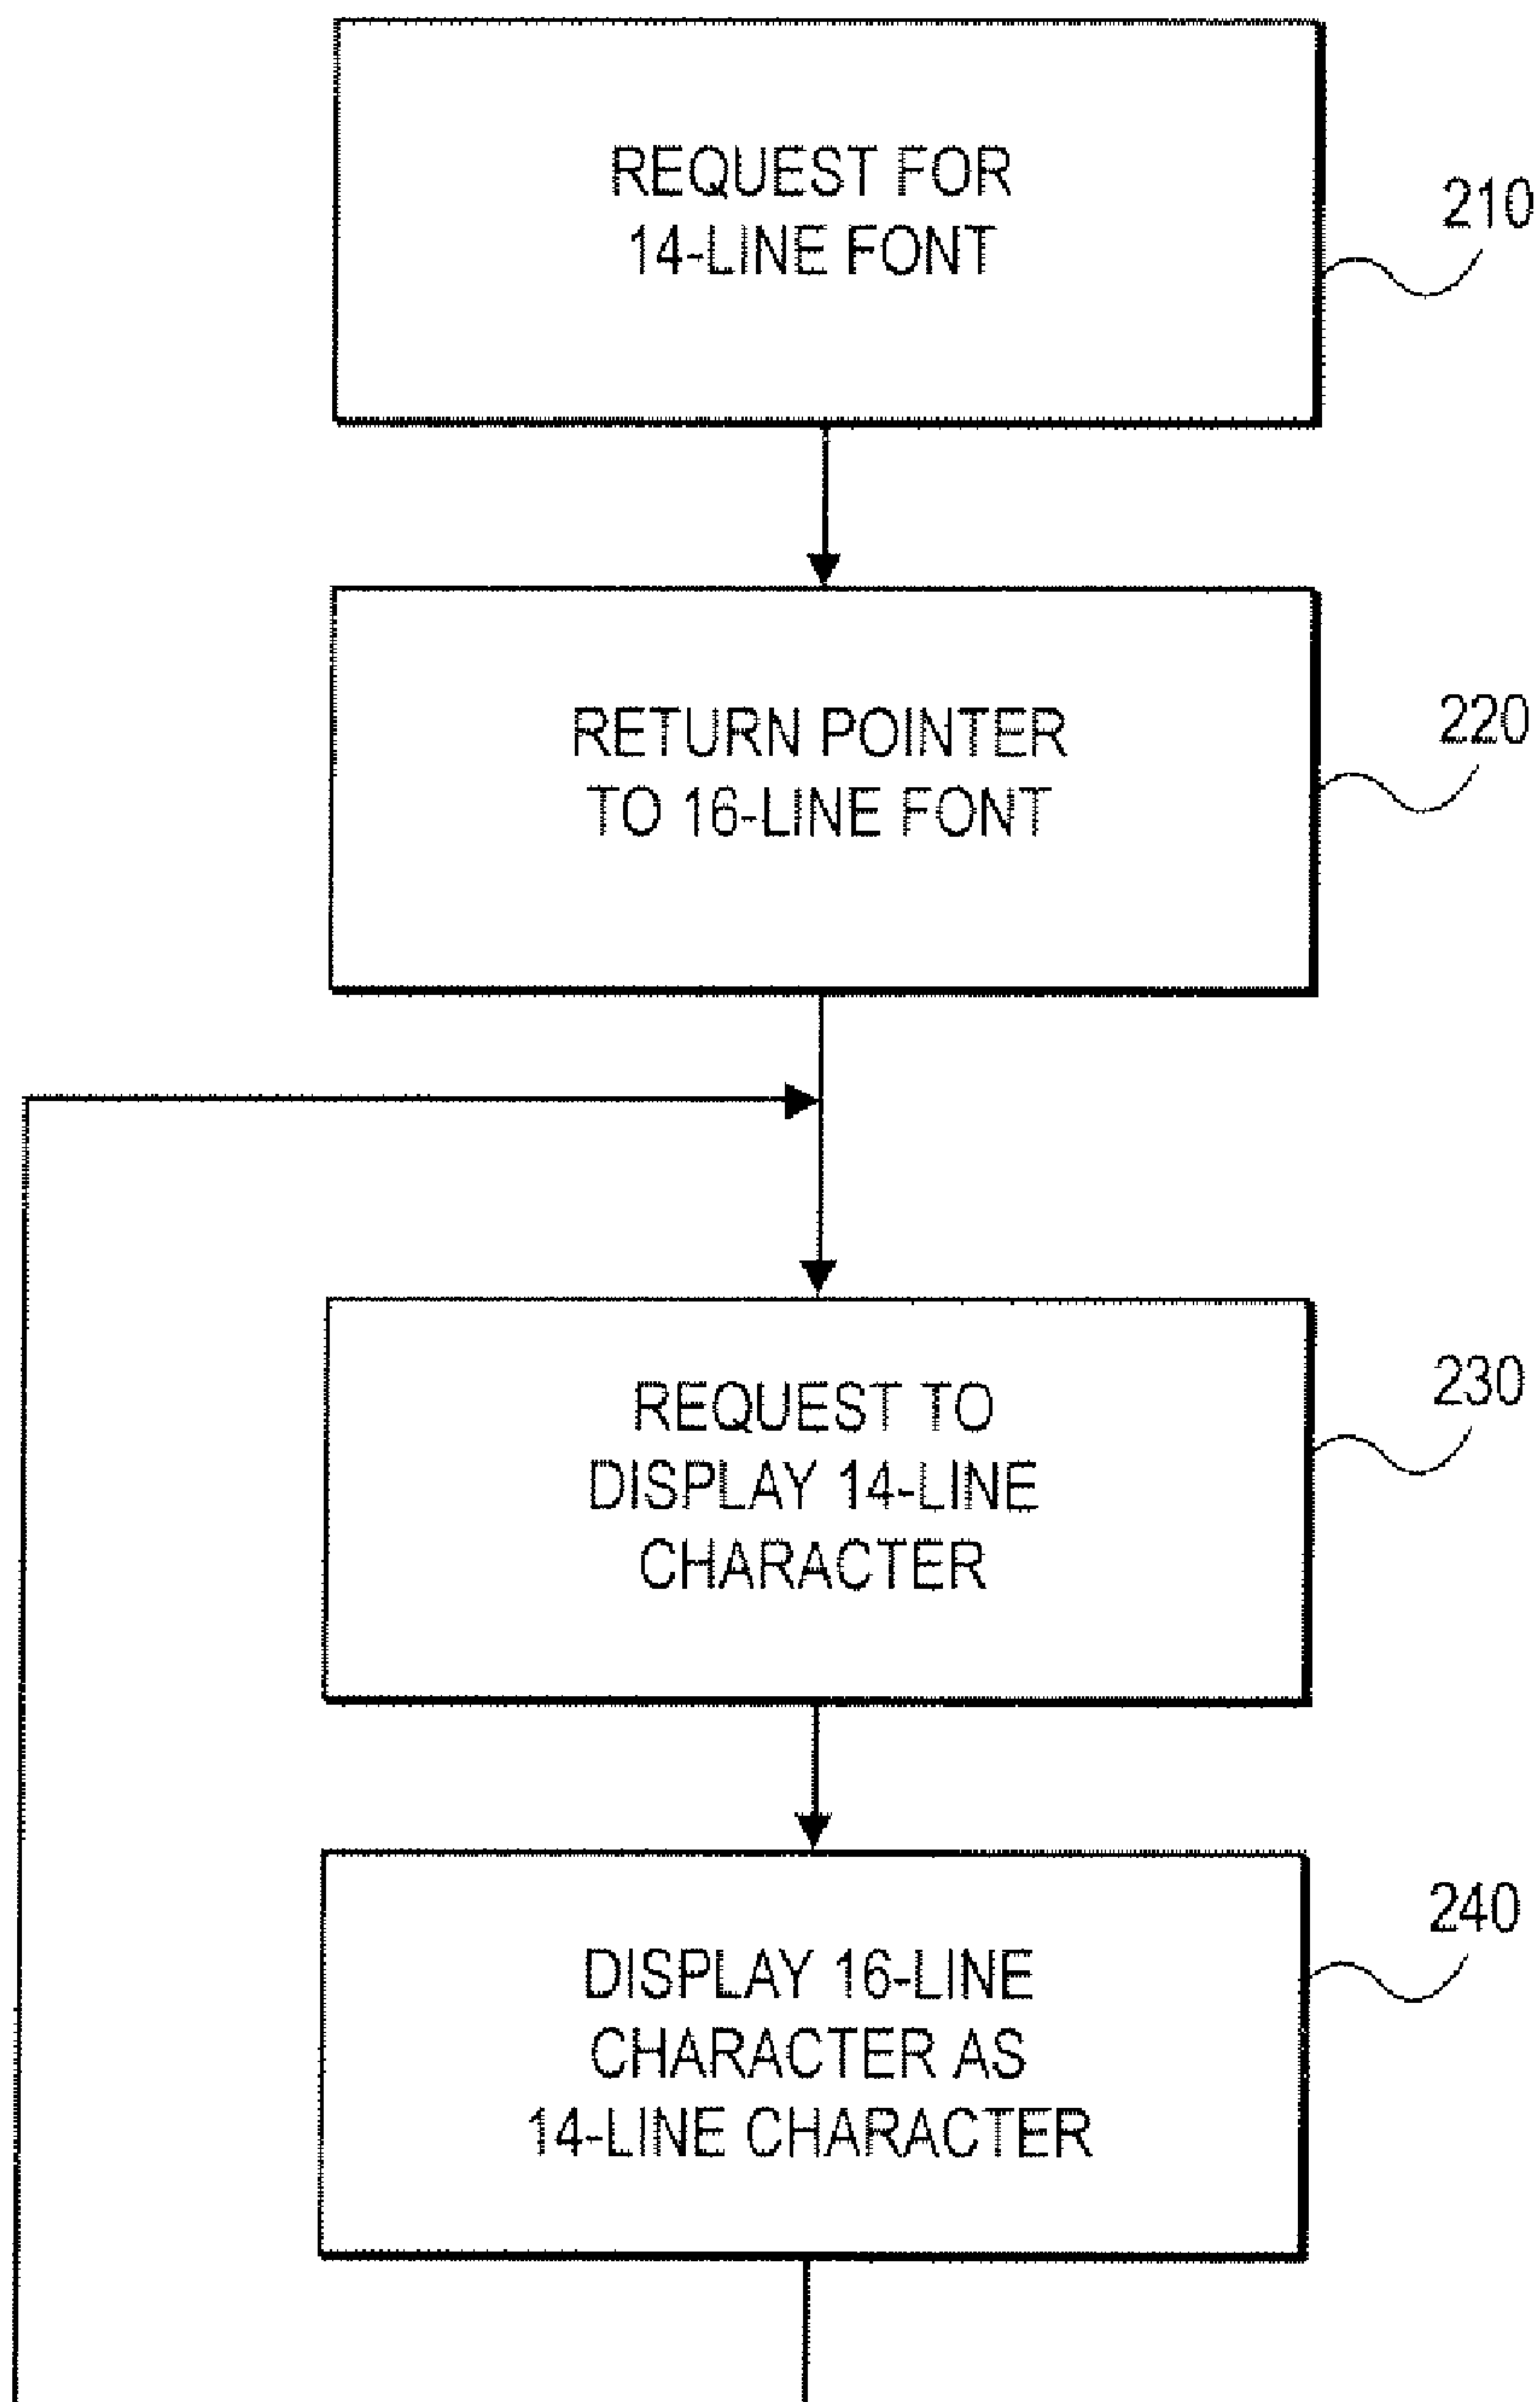 REQUEST FOR
14-LINE FONT
210
RETURN POINTER
TO 16-LINE FONT
220
REQUEST TO
DISPLAY 14-LINE
CHARACTER
230
DISPLAY 16-LINE
CHARACTER AS
14-LINE CHARACTER
240